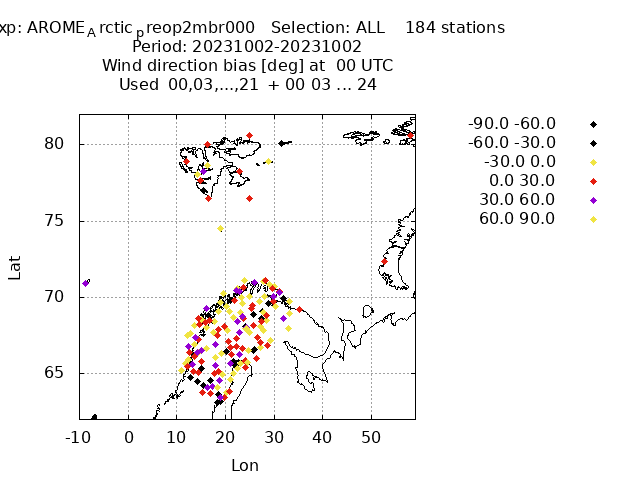 xp: AROME_Arctic_preop2mbr000   Selection: ALL    184 stations
Period: 20231002-20231002
Wind direction bias [deg] at  00 UTC
Used  00,03,...,21  + 00 03 ... 24
-90.0 -60.0
-60.0 -30.0
-30.0 0.0
0.0 30.0
30.0 60.0
60.0 90.0
80
75
70
65
Lat
-10 0 10 20 30 40 50
Lon